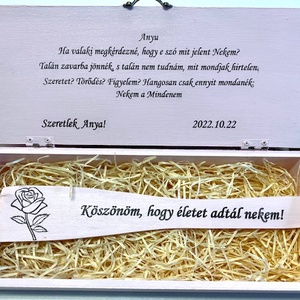 Anyu
Ha valaki megkérdezné, hogy e szó mit jelent Nekem?
Talán zavarba jönnék, s talán nem tudnám, mit mondjak hirtelen,
Szeretet? Törődés? Figyelem? Hangosan csak ennyit mondanék:
Nekem a Mindenem
Szeretlek Anya! 2022.10.22
Köszönöm, hogy életet adtál nekem!